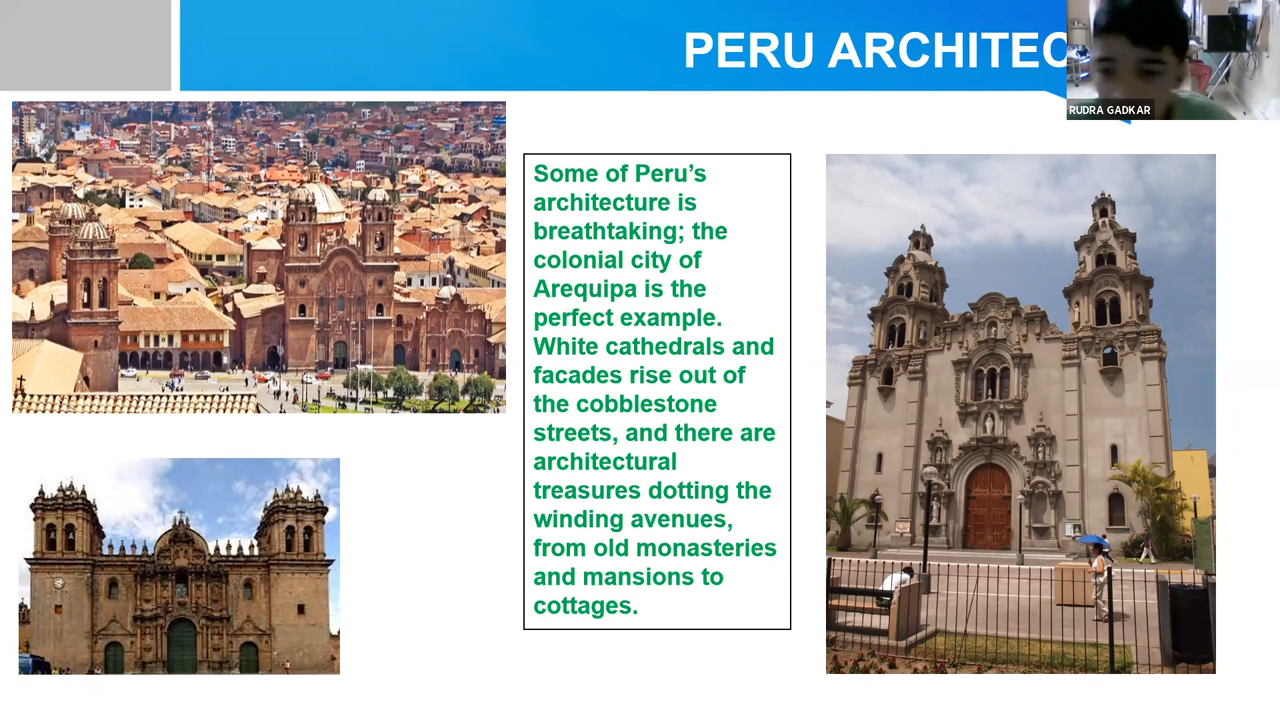 PERU ARCHITEC
RUDRA GADKAR
Some of Peru’s
architecture is
breathtaking; the
colonial city of
Arequipa is the
perfect example.
White cathedrals and
facades rise out of
the cobblestone
streets, and there are
architectural
treasures dotting the
winding avenues,
from old monasteries
and mansions to
cottages.